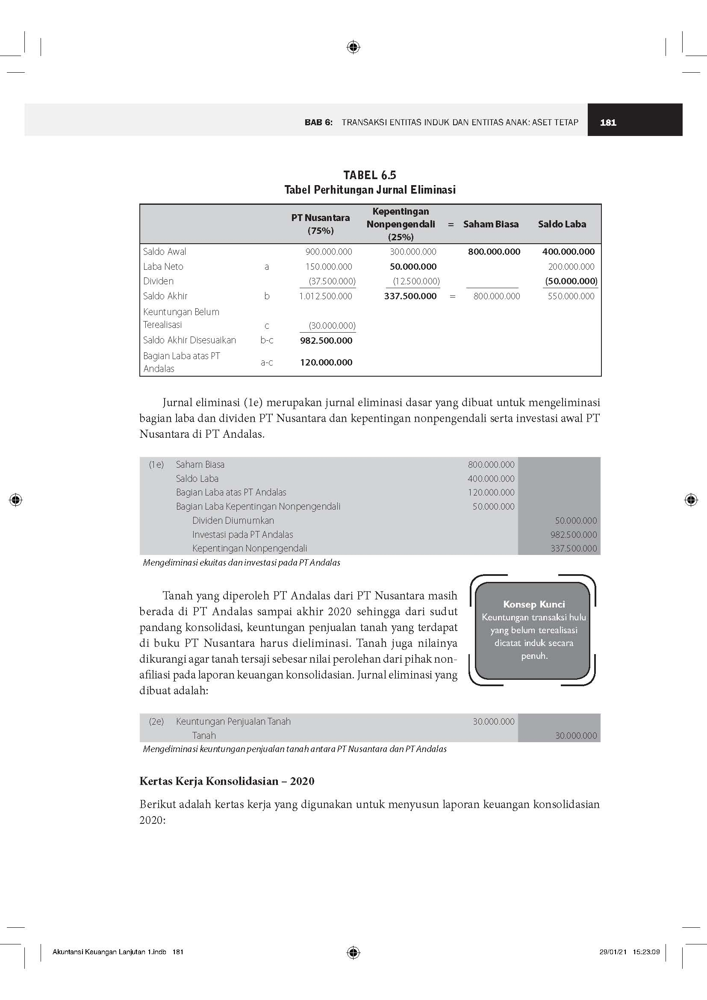 BAB 6: TRANSAKSI ENTITAS INDUK DAN ENTITAS ANAK: ASET TETAP 181
TABEL 6.5
Tabel Perhitungan Jurnal Eliminasi
PT Nusantara (75%) Kepentingan Nonpengendali (25%) = Saham Biasa Saldo Laba
Saldo Awal 900.000.000 300.000.000 800.000.000 400.000.000
Laba Neto a 150.000.000 50.000.000 200.000.000
Dividen (37.500.000) (12.500.000) (50.000.000)
Saldo Akhir b 1.012.500.000 337.500.000 = 800.000.000 550.000.000
Keuntungan Belum
Terealisasi c (30.000.000)
Saldo Akhir Disesuaikan b-c 982.500.000
Bagian Laba atas PT
Andalas a-c 120.000.000
Jurnal eliminasi (1e) merupakan jurnal eliminasi dasar yang dibuat untuk mengeliminasi
bagian laba dan dividen PT Nusantara dan kepentingan nonpengendali serta investasi awal PT
Nusantara di PT Andalas.
(1e) Saham Biasa 800.000.000
Saldo Laba 400.000.000
Bagian Laba atas PT Andalas 120.000.000
Bagian Laba Kepentingan Nonpengendali 50.000.000
Dividen Diumumkan 50.000.000
Investasi pada PT Andalas 982.500.000
Kepentingan Nonpengendali 337.500.000
Mengeliminasi ekuitas dan investasi pada PT Andalas
Tanah yang diperoleh PT Andalas dari PT Nusantara masih
berada di PT Andalas sampai akhir 2020 sehingga dari sudut
pandang konsolidasi, keuntungan penjualan tanah yang terdapat
di buku PT Nusantara harus dieliminasi. Tanah juga nilainya
dikurangi agar tanah tersaji sebesar nilai perolehan dari pihak non-
afiliasi pada laporan keuangan konsolidasian. Jurnal eliminasi yang
dibuat adalah:
Konsep Kunci
Keuntungan transaksi hulu
yang belum terealisasi
dicatat induk secara
penuh.
(2e) Keuntungan Penjualan Tanah 30.000.000
Tanah 30.000.000
Mengeliminasi keuntungan penjualan tanah antara PT Nusantara dan PT Andalas
Kertas Kerja Konsolidasian – 2020
Berikut adalah kertas kerja yang digunakan untuk menyusun laporan keuangan konsolidasian
2020:
Akuntansi Keuangan Lanjutan 1.indb 181 29/01/21 15:23:09